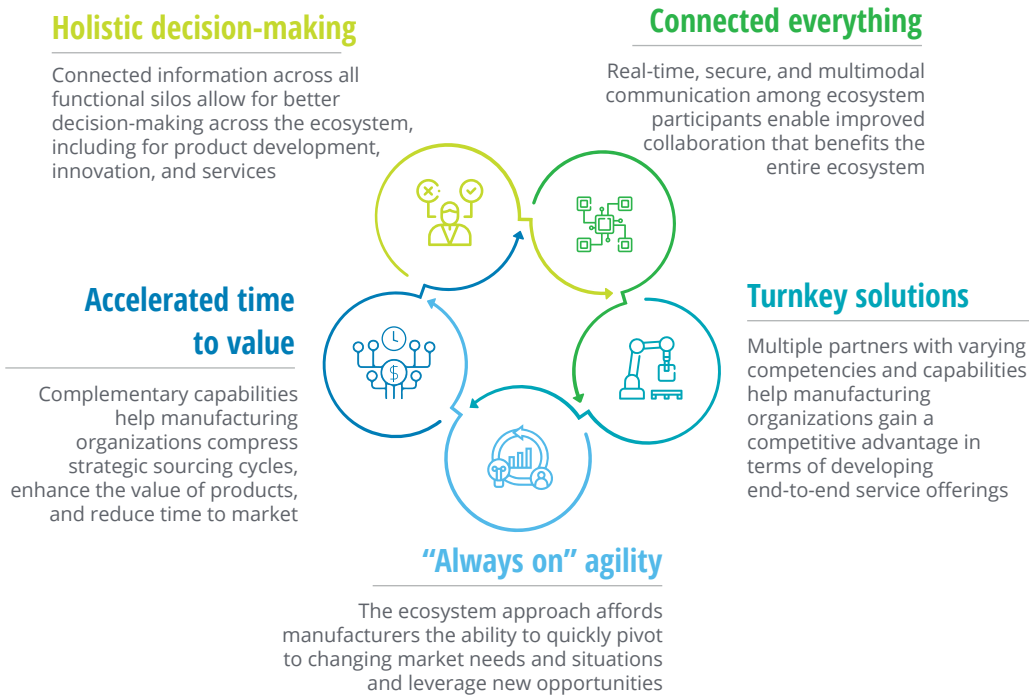 Holistic decision-making
Connected information across all
functional silos allow for better
decision-making across the ecosystem,
including for product development,
innovation, and services
Connected everything
Real-time, secure, and multimodal
communication among ecosystem
participants enable improved
collaboration that benefits the
entire ecosystem
Turnkey solutions
Multiple partners with varying
competencies and capabilities
help manufacturing
organizations gain a
competitive advantage in
terms of developing
end-to-end service offerings
“Always on” agility
The ecosystem approach affords
manufacturers the ability to quickly pivot
to changing market needs and situations
and leverage new opportunities
Accelerated time
to value
Complementary capabilities
help manufacturing
organizations compress
strategic sourcing cycles,
enhance the value of products,
and reduce time to market
$